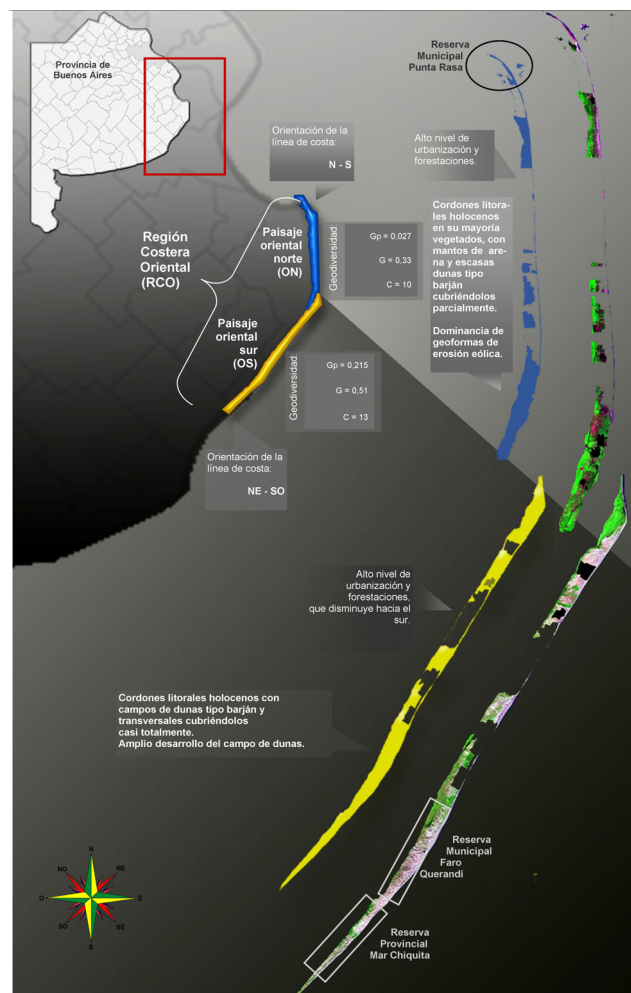 Provincia de
Buenos Aires
Reserva
Municipal
Punta Rasa
Orientación de la
línea de costa:
N - S
Alto nivel de
urbanización y
forestaciones.
Región
Costera
Oriental
(RCO)
Paisaje
oriental
norte
(ON)
Geodiversidad:
Gp = 0,027
G = 0,33
C = 10
Cordones litora-
les holocenos
en su mayoría
vegetados, con
mantos de are-
na y escasas
dunas tipo
barján
cubriéndolos
parcialmente.
Dominancia de
geoformas de
erosión eólica.
Paisaje
oriental
sur
(OS)
Geodiversidad:
Gp = 0,215
G = 0,51
C = 13
Orientación de la
línea de costa:
NE - SO
Alto nivel de
urbanización y
forestaciones,
que disminuye hacia el
sur.
Cordones litorales holocenos con
campos de dunas tipo barján y
transversales cubriéndolos
casi totalmente.
Amplio desarrollo del campo de dunas.
Reserva
Municipal
Faro
Querandi
Reserva
Provincial
Mar Chiquita
N
NO
NE
O
E
SO
SE
S